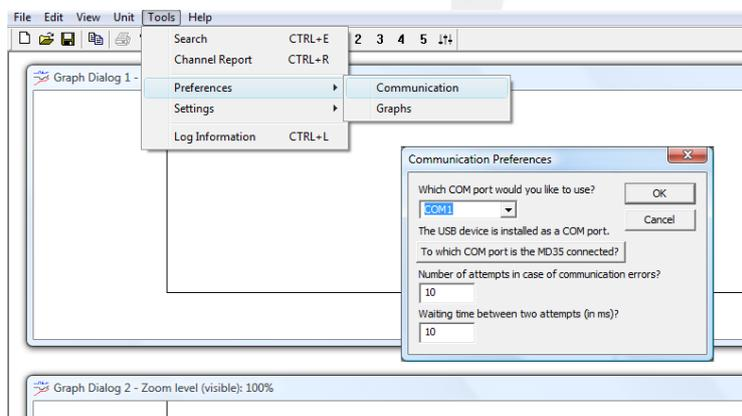 File Edit View Unit Tools Help
2 3 4 5
Graph Dialog 1 -
Search CTRL+E
Channel Report CTRL+R
Preferences
Settings
Log Information CTRL+L
Communication
Graphs
Communication Preferences
Which COM port would you like to use?
COM1
OK
Cancel
The USB device is installed as a COM port.
To which COM port is the MD35 connected?
Number of attempts in case of communication errors?
10
Waiting time between two attempts (in ms)?
10
Graph Dialog 2 - Zoom level (visible): 100%